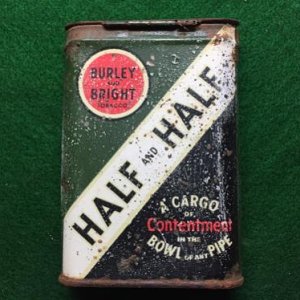 BURLEY
AND
BRIGHT
TOBACCO
HALF AND HALF
A CARGO
OF
Contentment
IN THE
BOWL OF ANY PIPE